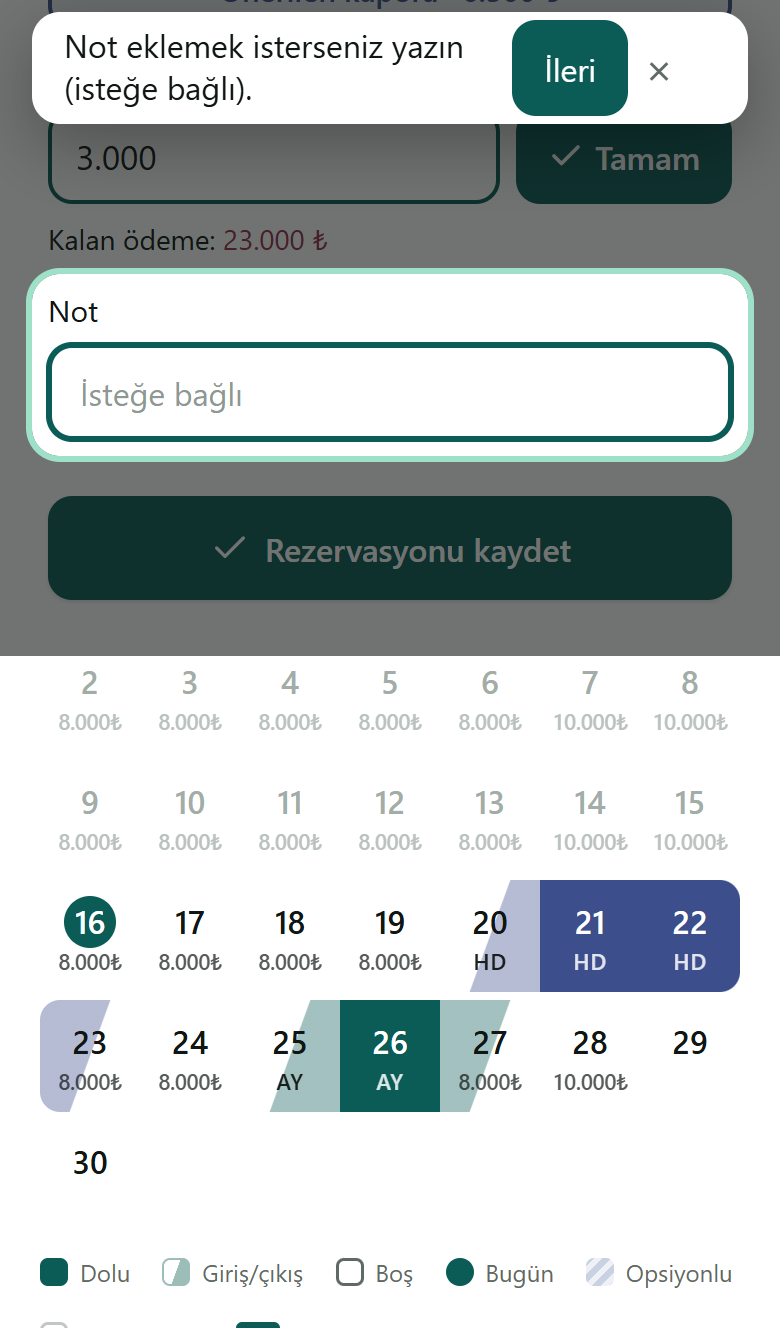 Not eklemek isterseniz yazın
(isteğe bağlı).
İleri
3.000
Tamam
Kalan ödeme: 23.000 ₺
Not
İsteğe bağlı
Rezervasyonu kaydet
2 3 4 5 6 7 8
8.000₺ 8.000₺ 8.000₺ 8.000₺ 8.000₺ 10.000₺ 10.000₺
9 10 11 12 13 14 15
8.000₺ 8.000₺ 8.000₺ 8.000₺ 8.000₺ 10.000₺ 10.000₺
16 17 18 19 20 21 22
8.000₺ 8.000₺ 8.000₺ 8.000₺ HD HD HD
23 24 25 26 27 28 29
8.000₺ 8.000₺ AY AY 8.000₺ 10.000₺
30
Dolu Giriş/çıkış Boş Bugün Opsiyonlu